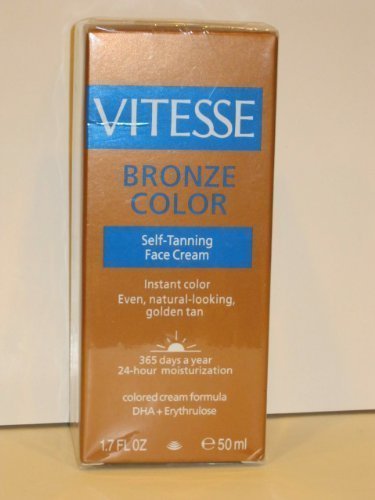 VITESSE
BRONZE
COLOR
Self-Tanning
Face Cream
Instant color
Even, natural-looking,
golden tan
365 days a year
24-hour moisturization
colored cream formula
DHA + Erythrulose
1.7 FL OZ ℮ 50 ml